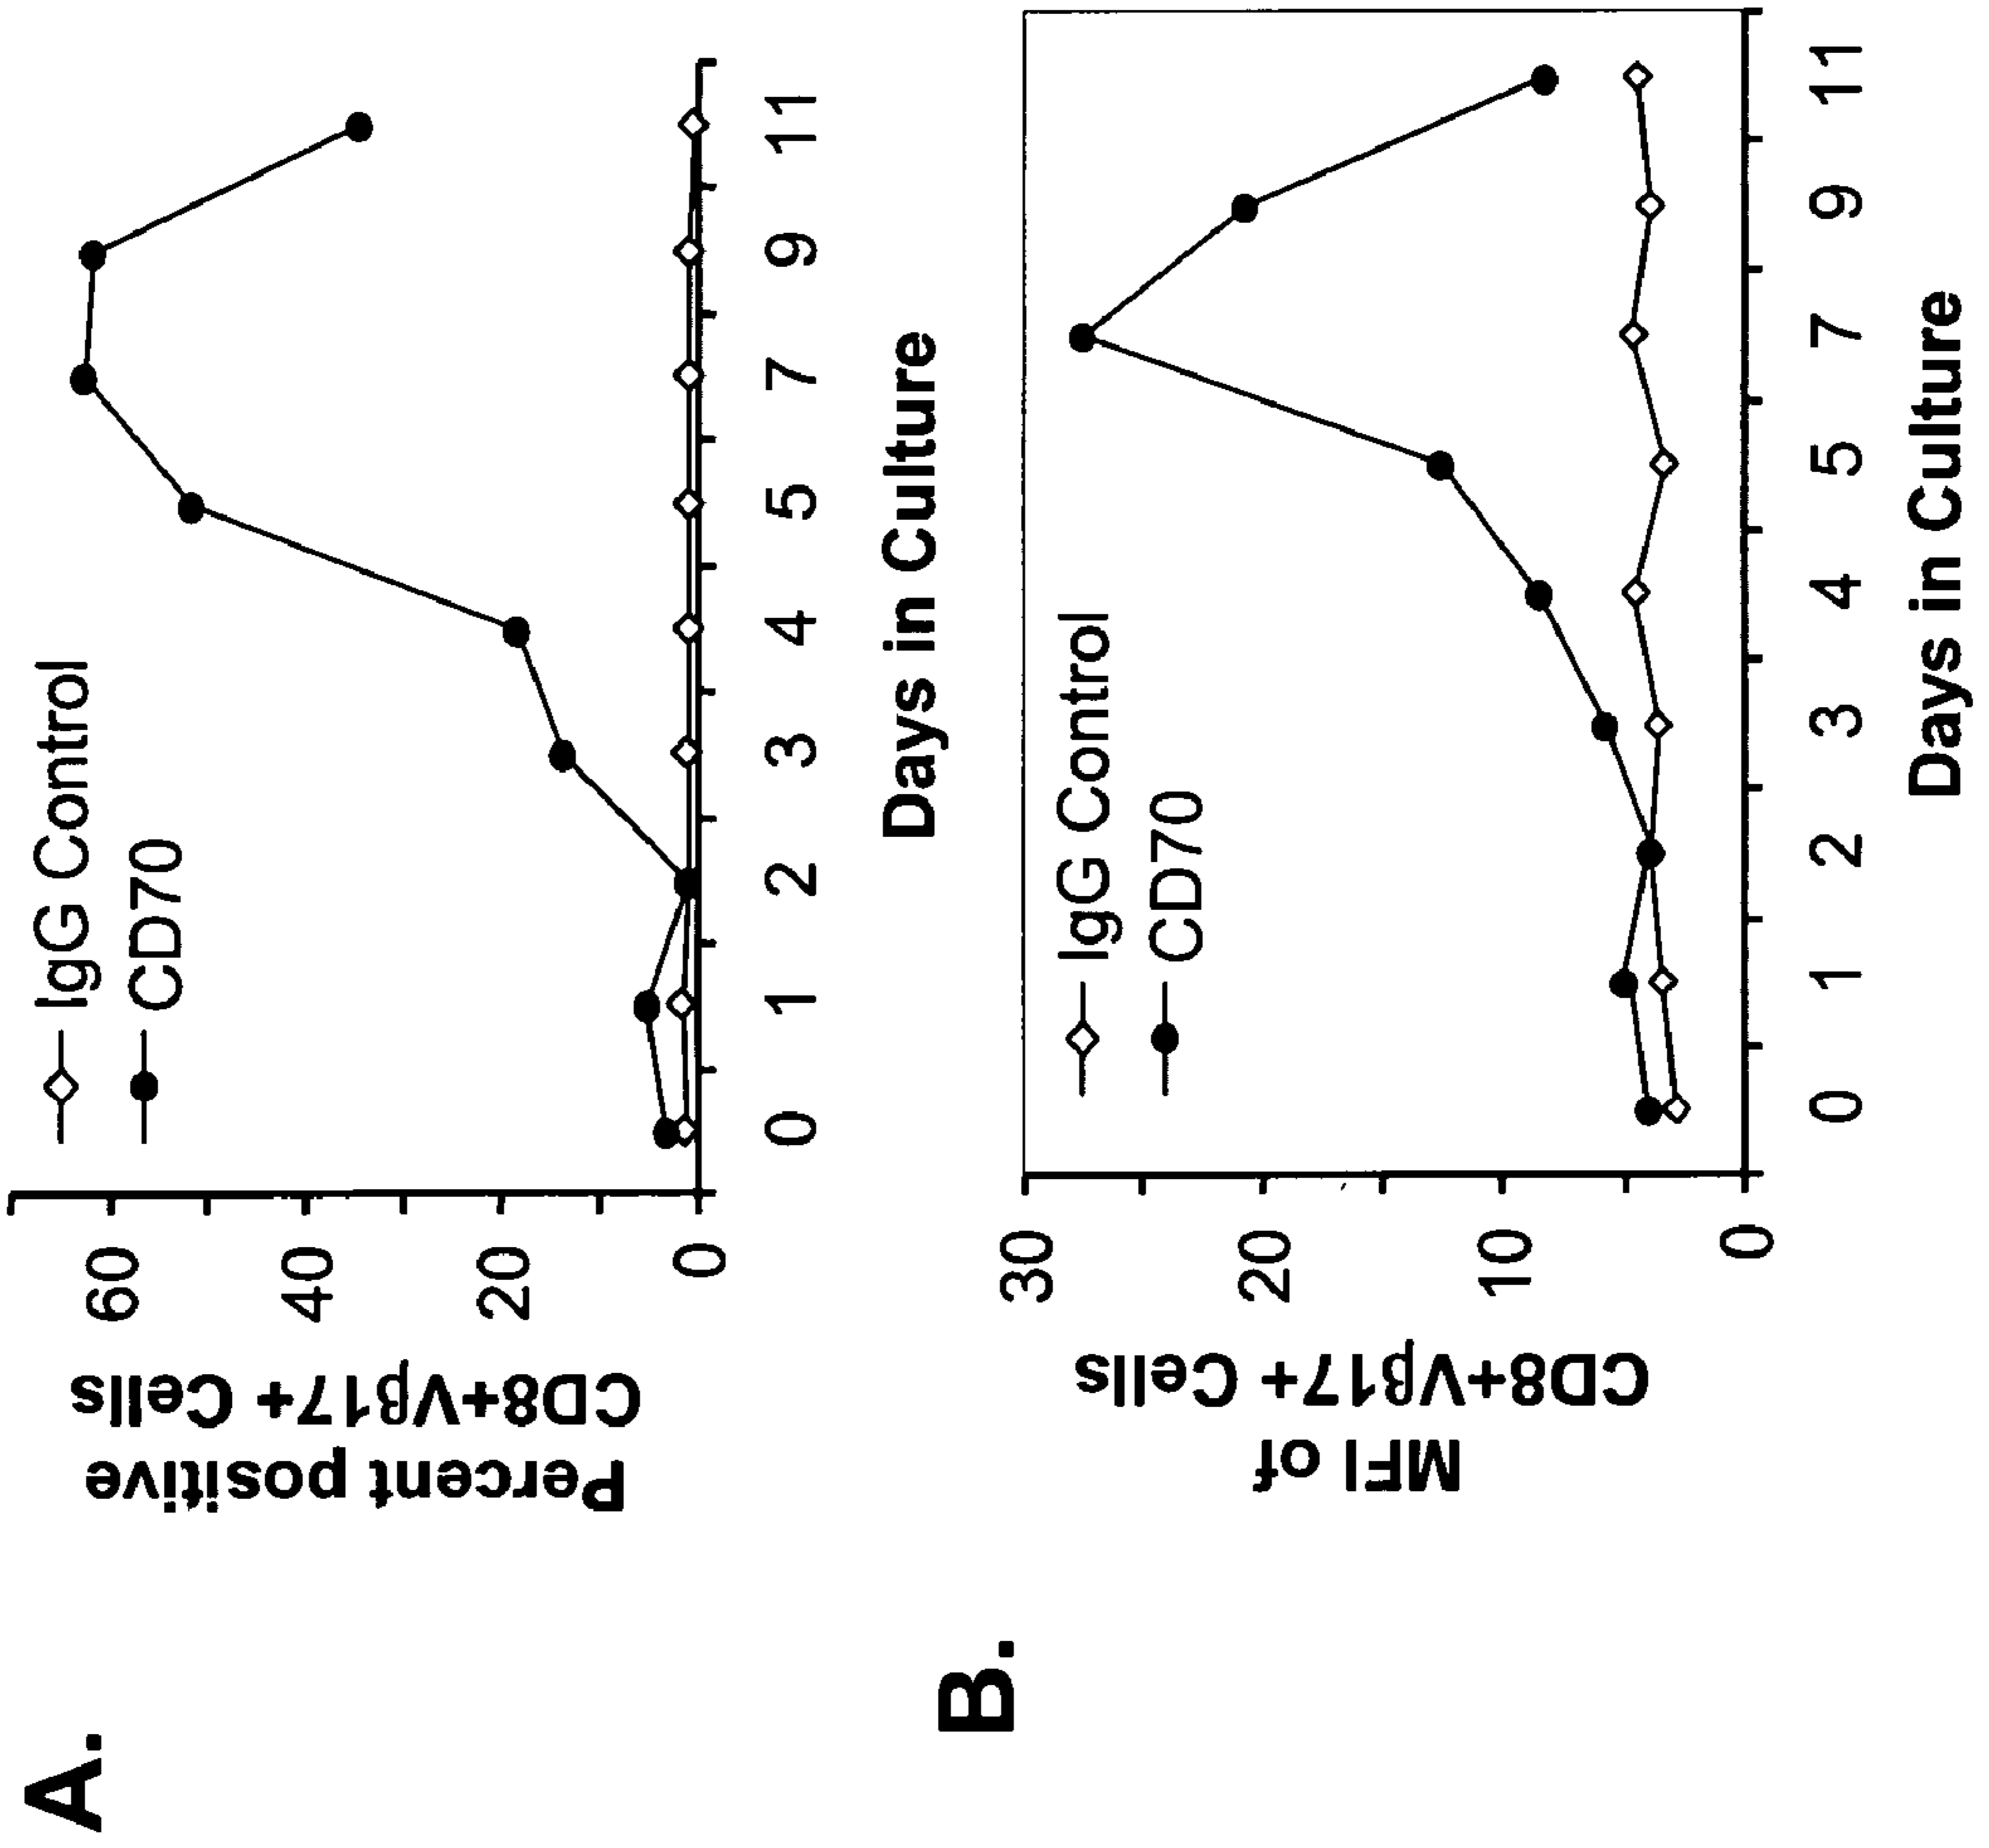 A.
Percent positive
CD8+Vβ17+ Cells
60
40
20
0
IgG Control
CD70
0 1 2 3 4 5 7 9 11
Days in Culture
B.
MFI of
CD8+Vβ17+ Cells
30
20
10
0
IgG Control
CD70
0 1 2 3 4 5 7 9 11
Days in Culture